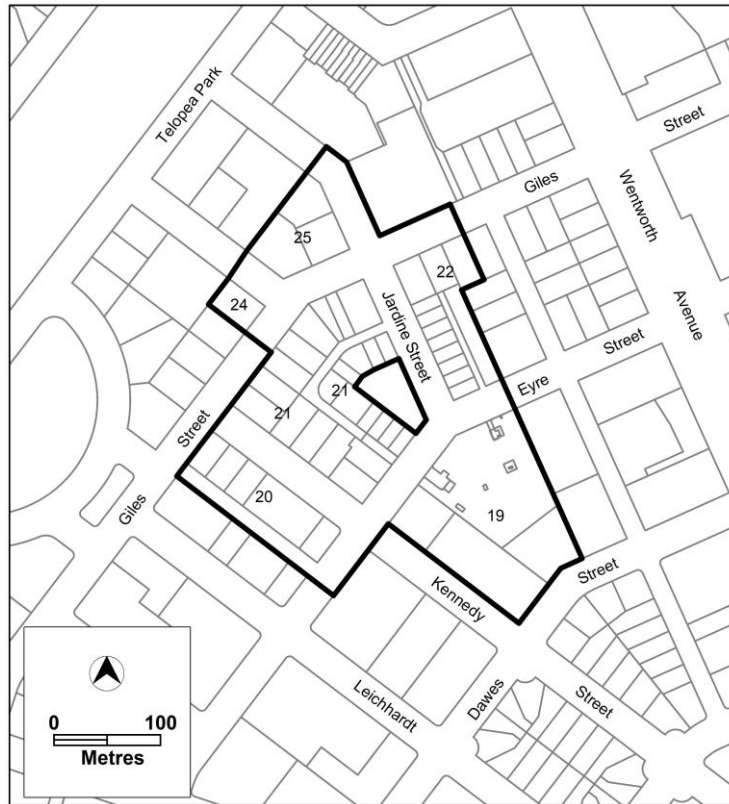 Telopea Park
Street
Giles
Wentworth
Avenue
25
22
24
Jardine Street
Street
Eyre
21
21
Street
Giles
20
19
Street
Kennedy
Street
Dawes
Leichhardt
0 100
Metres